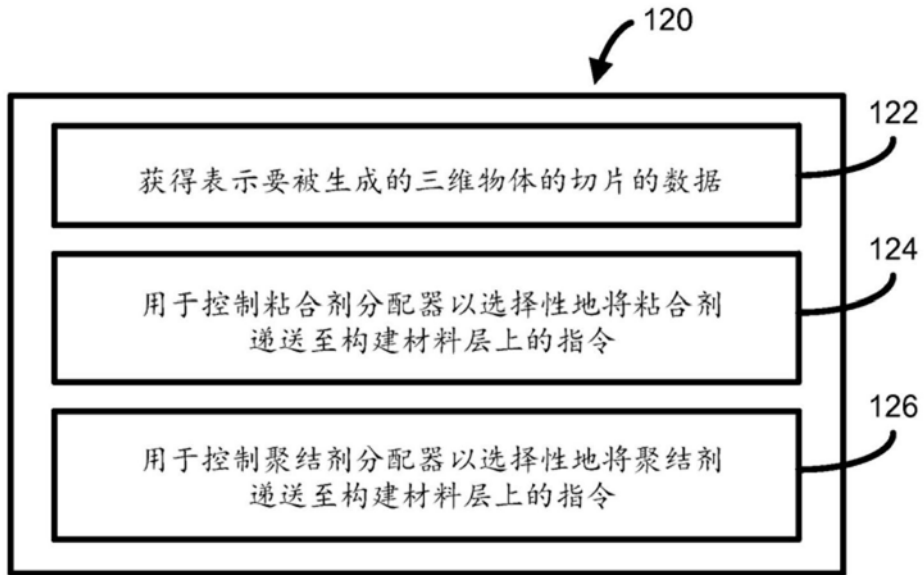 120
122
获得表示要被生成的三维物体的切片的数据
124
用于控制粘合剂分配器以选择性地将粘合剂
递送至构建材料层上的指令
126
用于控制聚结剂分配器以选择性地将聚结剂
递送至构建材料层上的指令